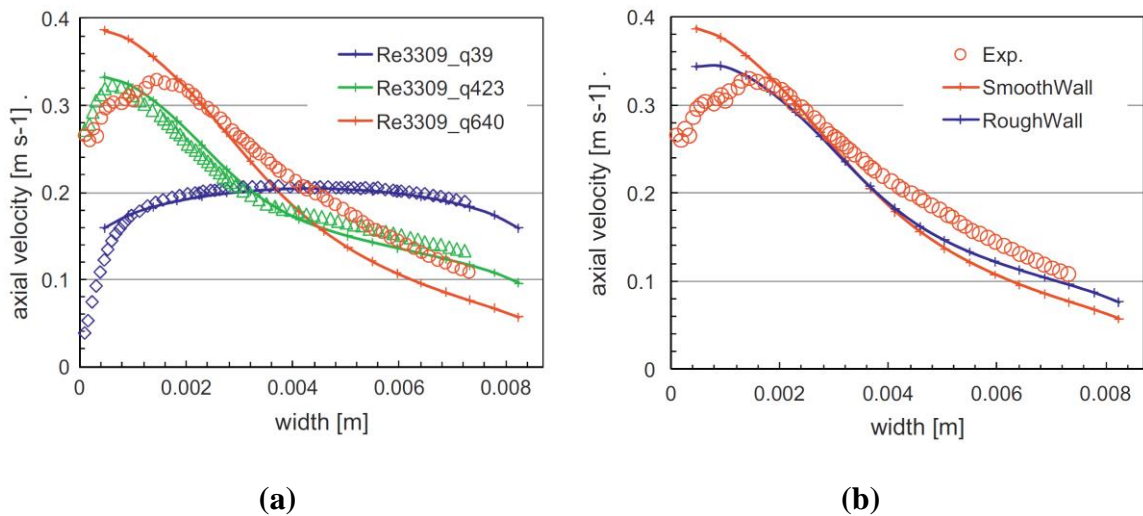 0.4
0.3
0.2
0.1
0
axial velocity [m s-1] .
Re3309_q39
Re3309_q423
Re3309_q640
0 0.002 0.004 0.006 0.008
width [m]
(a)
0.4
0.3
0.2
0.1
0
axial velocity [m s-1] .
Exp.
SmoothWall
RoughWall
0 0.002 0.004 0.006 0.008
width [m]
(b)